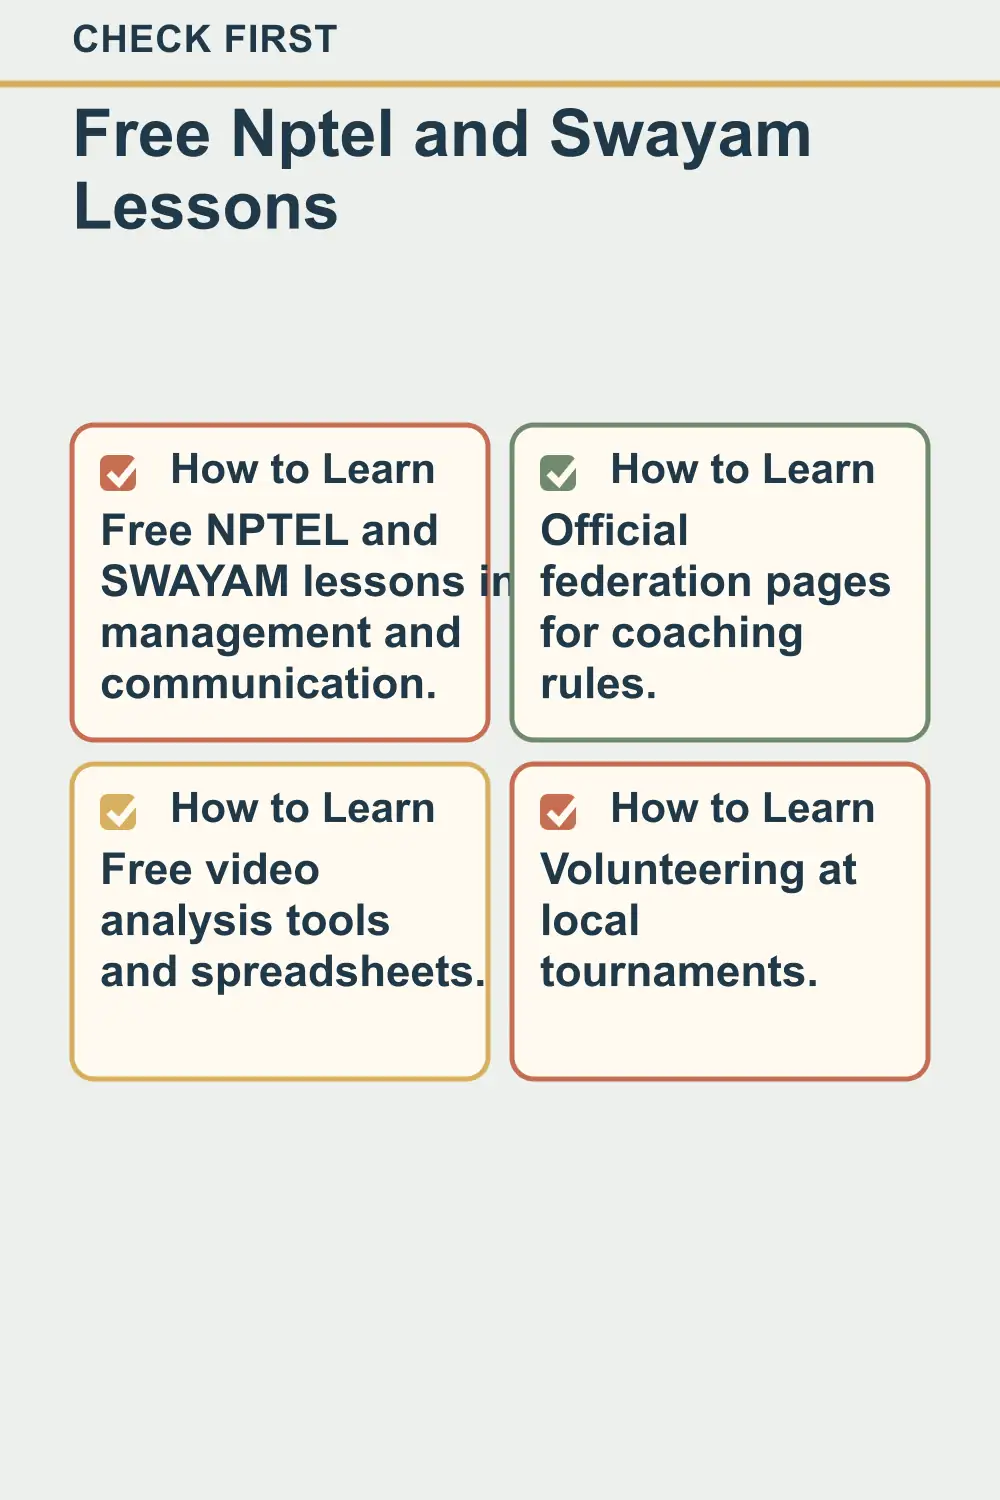 CHECK FIRST
Free Nptel and Swayam
Lessons
How to Learn
Free NPTEL and
SWAYAM lessons in
management and
communication.
How to Learn
Official
federation pages
for coaching
rules.
How to Learn
Free video
analysis tools
and spreadsheets.
How to Learn
Volunteering at
local
tournaments.